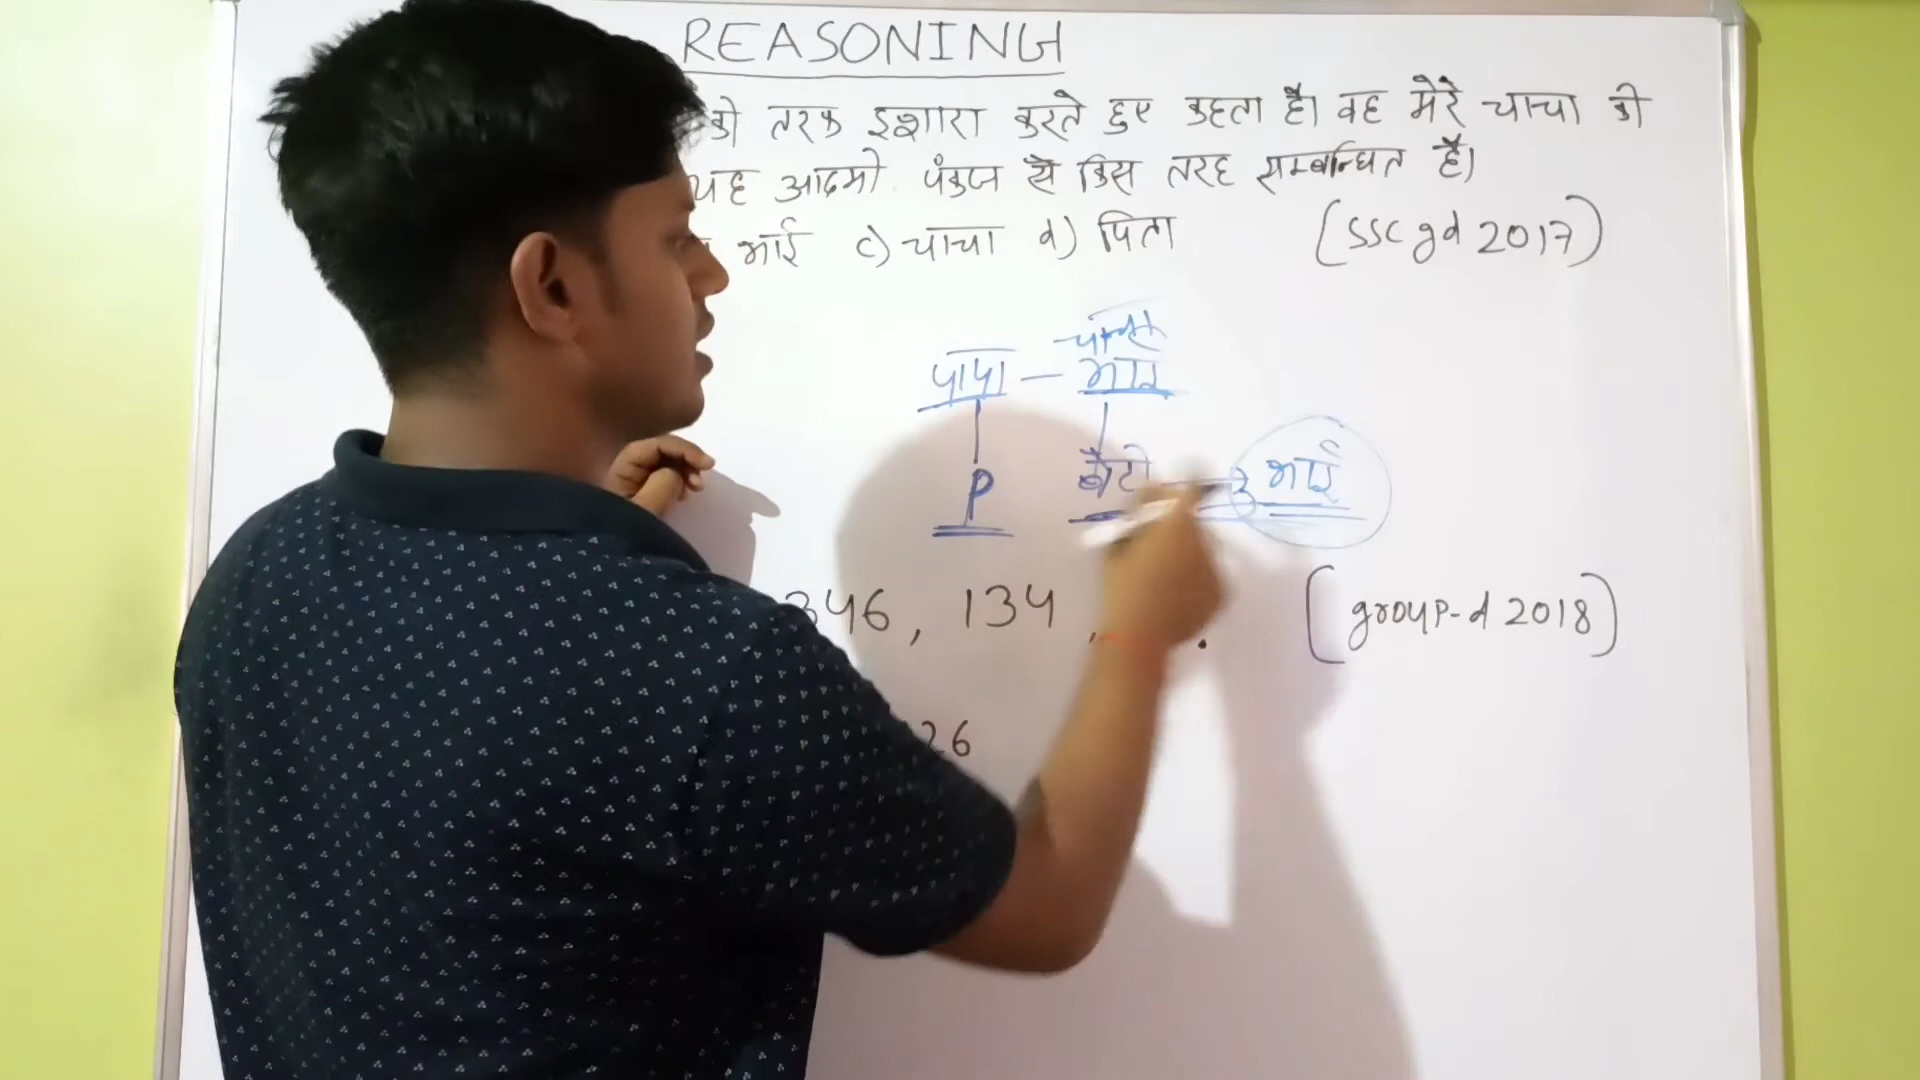 REASONING
की तरफ इशारा करते हुए कहता है। वह मेरे चाचा की
यह आदमी पंकज से किस तरह सम्बन्धित है।
भाई c) चाचा d) पिता (SSC gd 2017)
चाचा
पापा — भाई
P बेटी भाई
346, 134, . [group-d 2018]
26